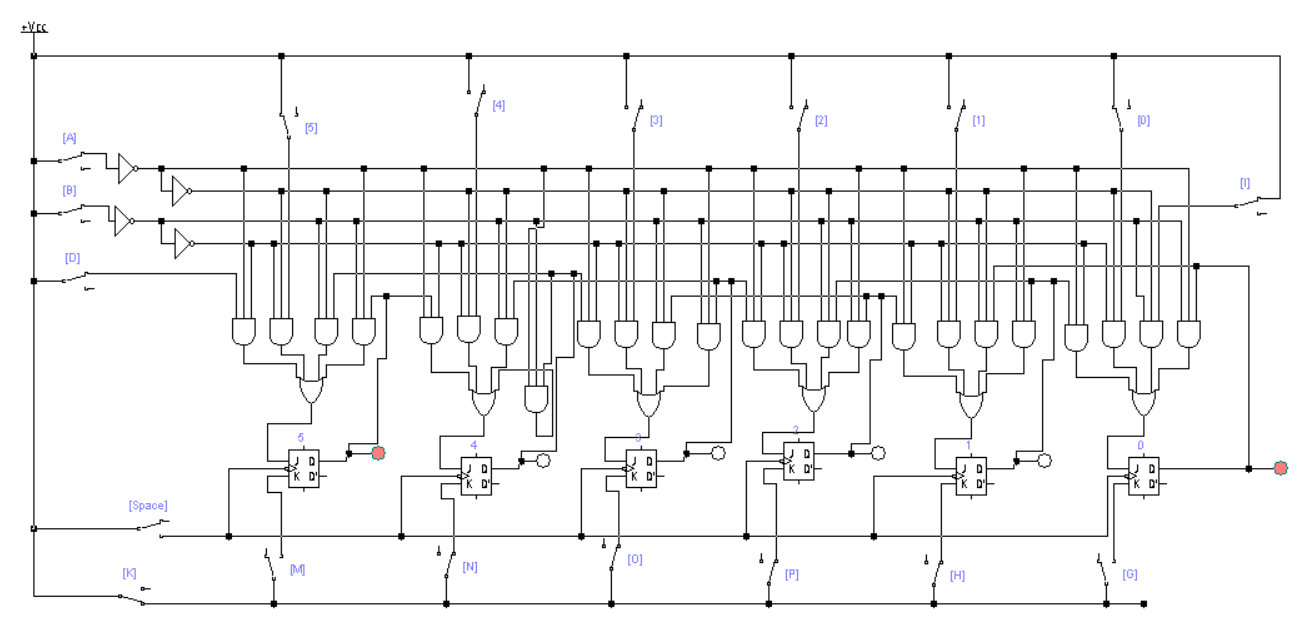 +Vcc
[5]
[4]
[3]
[2]
[1]
[0]
[A]
[B]
[I]
[D]
5
4
3
2
1
0
J Q
K Q'
J Q
K Q'
J Q
K Q'
J Q
K Q'
J Q
K Q'
J Q
K Q'
[Space]
[K]
[M]
[N]
[O]
[P]
[H]
[G]